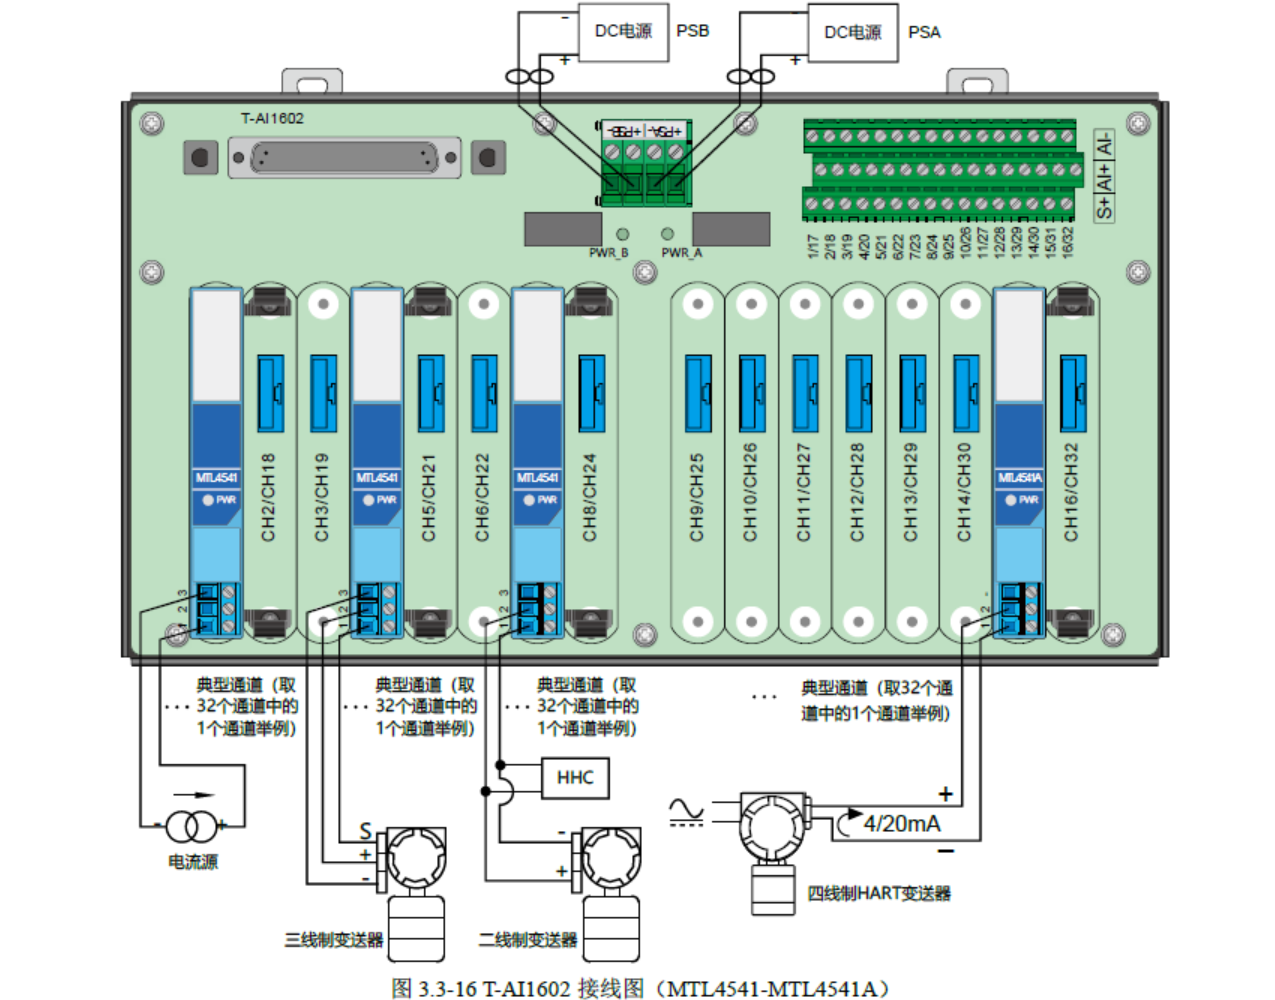 -
DC电源
PSB
+
-
DC电源
PSA
+
T-AI1602
-PSB+
-PSA+
AI-
AI+
S+
PWR_B
PWR_A
1/17
2/18
3/19
4/20
5/21
6/22
7/23
8/24
9/25
10/26
11/27
12/28
13/29
14/30
15/31
16/32
MTL4541
PWR
CH2/CH18
CH3/CH19
MTL4541
PWR
CH5/CH21
CH6/CH22
MTL4541
PWR
CH8/CH24
CH9/CH25
CH10/CH26
CH11/CH27
CH12/CH28
CH13/CH29
CH14/CH30
MTL4541A
PWR
CH16/CH32
3
2
1
3
2
1
3
2
1
-
2
1
典型通道（取
···32个通道中的
1个通道举例）
典型通道（取
···32个通道中的
1个通道举例）
典型通道（取
···32个通道中的
1个通道举例）
··· 典型通道（取32个通
道中的1个通道举例）
- +
电流源
S
+
-
三线制变送器
HHC
-
+
二线制变送器
+
4/20mA
-
四线制HART变送器
图 3.3-16 T-AI1602 接线图（MTL4541-MTL4541A）